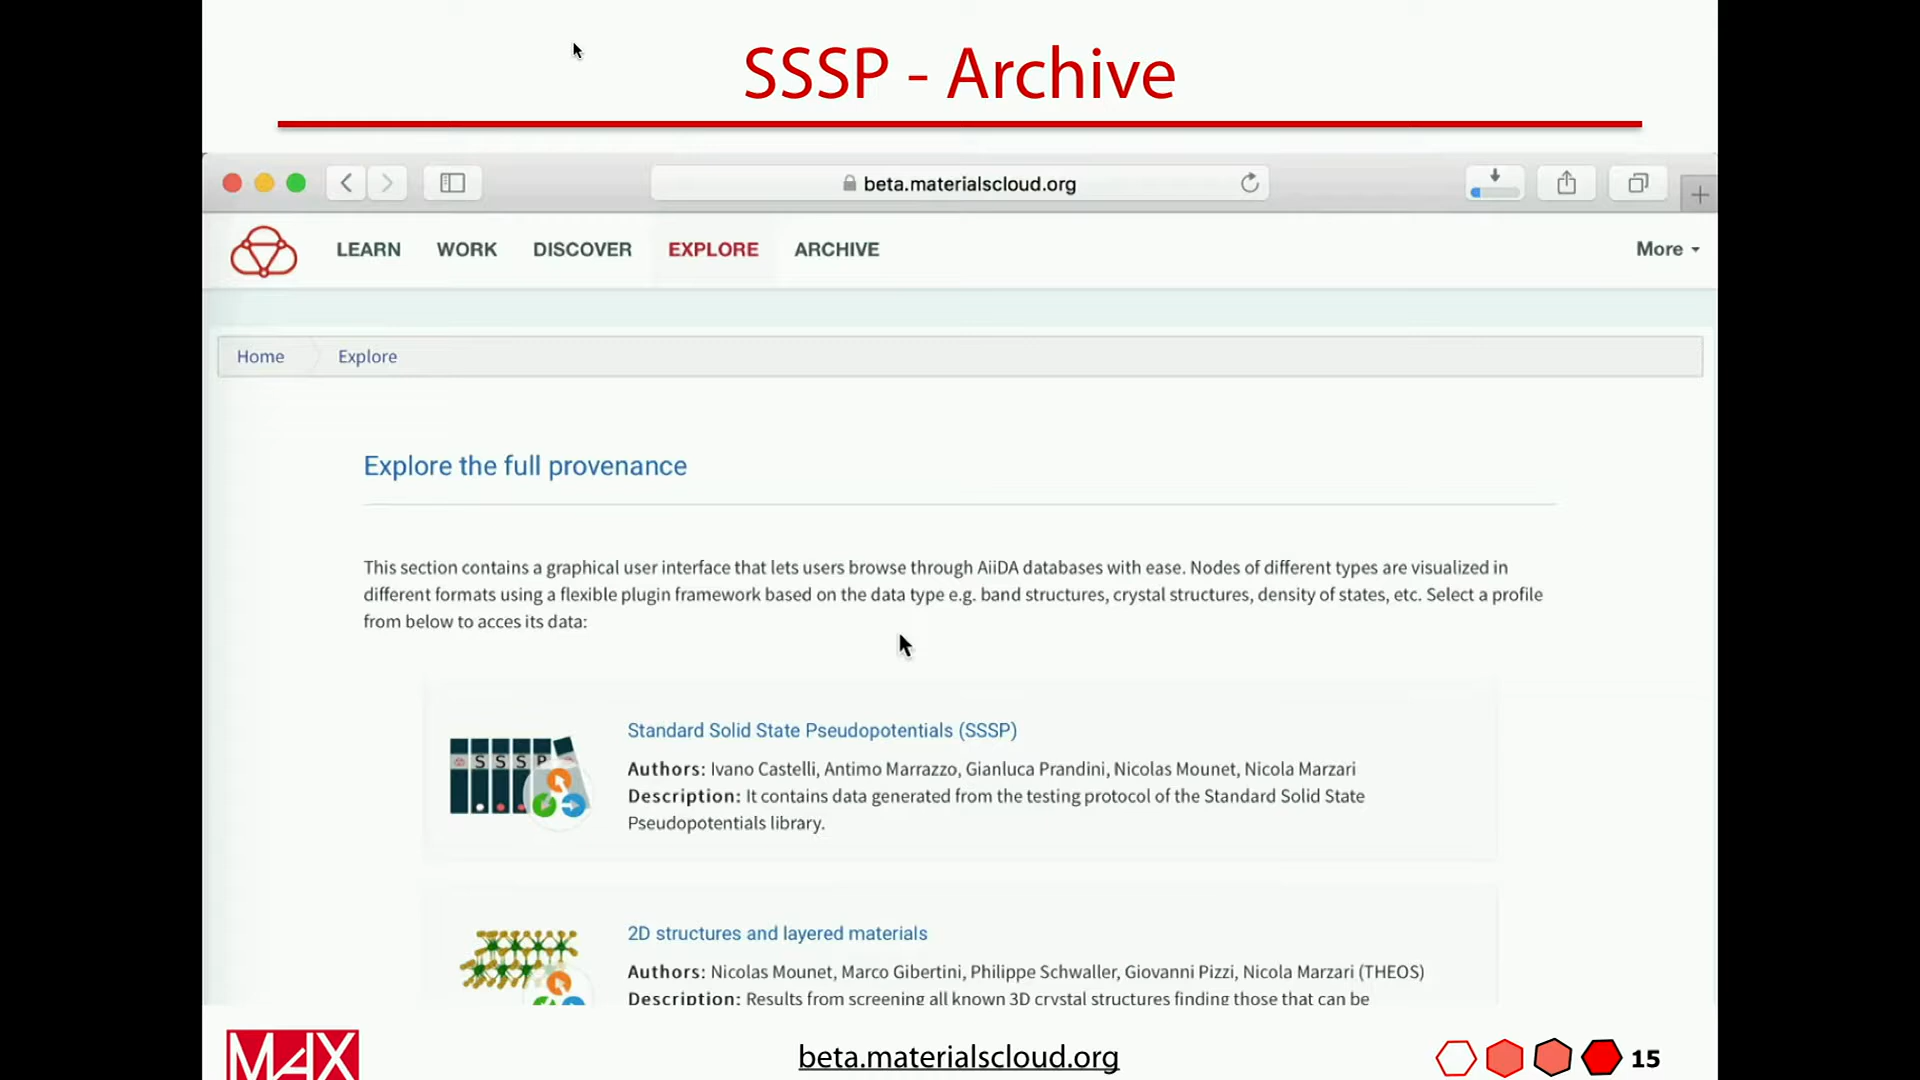 SSSP - Archive
beta.materialscloud.org
LEARN WORK DISCOVER EXPLORE ARCHIVE More
Home Explore
Explore the full provenance
This section contains a graphical user interface that lets users browse through AiiDA databases with ease. Nodes of different types are visualized in
different formats using a flexible plugin framework based on the data type e.g. band structures, crystal structures, density of states, etc. Select a profile
from below to acces its data:
S S S P
Standard Solid State Pseudopotentials (SSSP)
Authors: Ivano Castelli, Antimo Marrazzo, Gianluca Prandini, Nicolas Mounet, Nicola Marzari
Description: It contains data generated from the testing protocol of the Standard Solid State
Pseudopotentials library.
2D structures and layered materials
Authors: Nicolas Mounet, Marco Gibertini, Philippe Schwaller, Giovanni Pizzi, Nicola Marzari (THEOS)
Description: Results from screening all known 3D crystal structures finding those that can be
MAX
beta.materialscloud.org
15